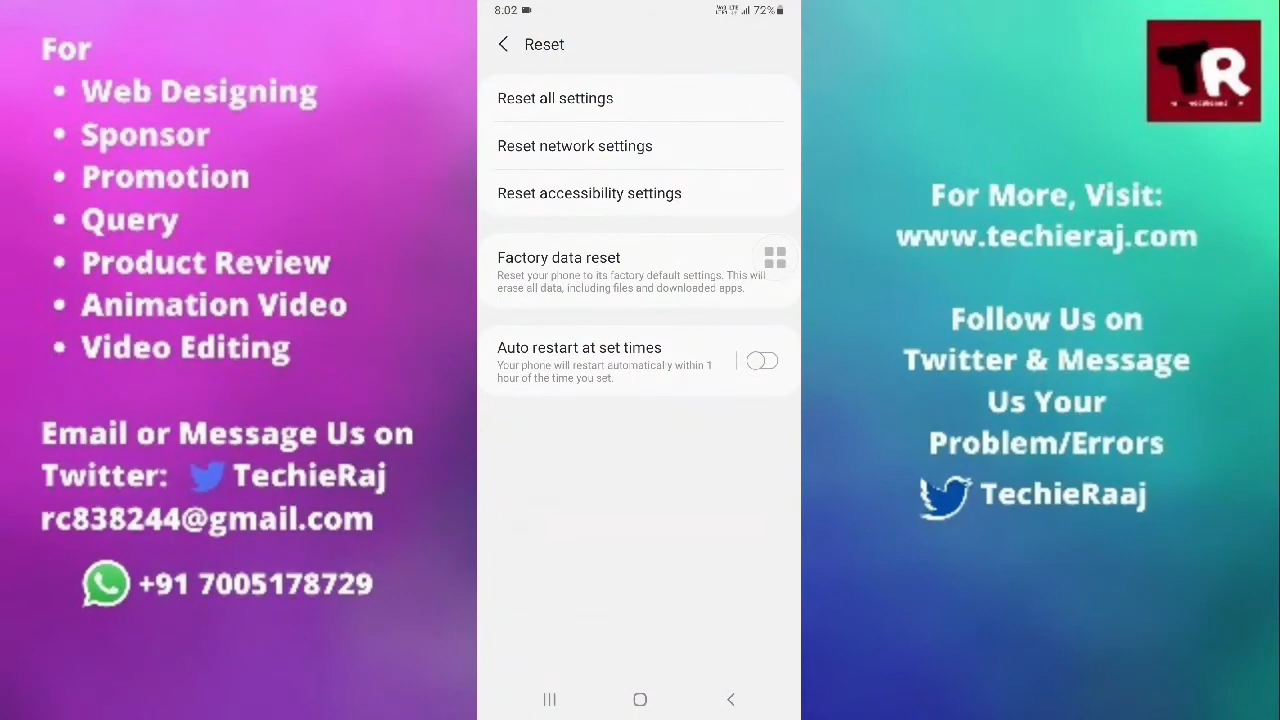 For
• Web Designing
• Sponsor
• Promotion
• Query
• Product Review
• Animation Video
• Video Editing
Email or Message Us on
Twitter: TechieRaj
rc838244@gmail.com
+91 7005178729
8:02
72%
Reset
Reset all settings
Reset network settings
Reset accessibility settings
Factory data reset
Reset your phone to its factory default settings. This will
erase all data, including files and downloaded apps.
Auto restart at set times
Your phone will restart automatically within 1
hour of the time you set.
TR
For More, Visit:
www.techieraj.com
Follow Us on
Twitter & Message
Us Your
Problem/Errors
TechieRaaj